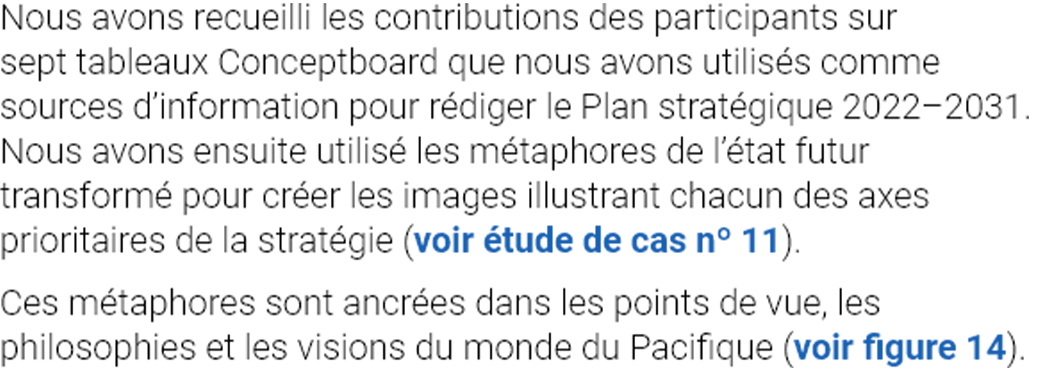 Nous avons recueilli les contributions des participants sur
sept tableaux Conceptboard que nous avons utilisés comme
sources d’information pour rédiger le Plan stratégique 2022–2031.
Nous avons ensuite utilisé les métaphores de l’état futur
transformé pour créer les images illustrant chacun des axes
prioritaires de la stratégie (voir étude de cas nº 11).
Ces métaphores sont ancrées dans les points de vue, les
philosophies et les visions du monde du Pacifique (voir figure 14).